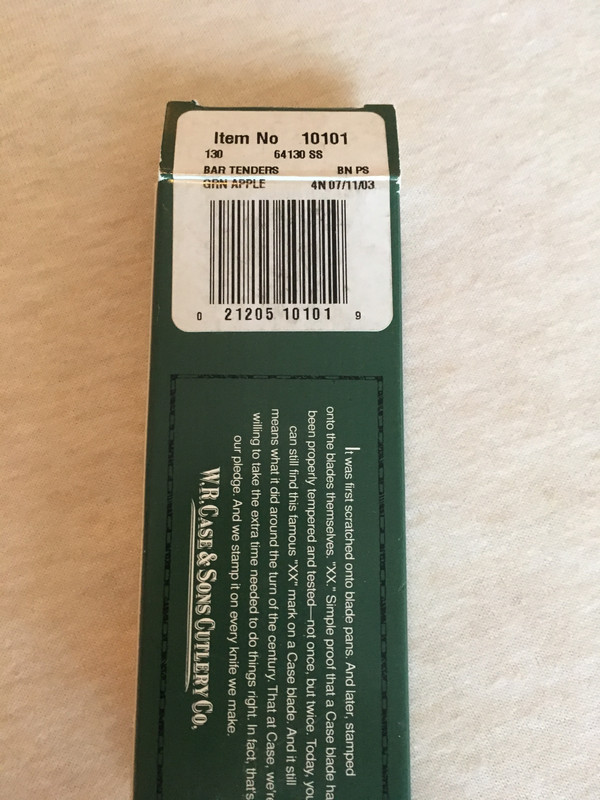 Item No 10101
130 64130 SS
BAR TENDERS BN PS
GRN APPLE 4N 07/11/03
0 21205 10101 9
It was first scratched onto blade pans. And later, stamped
onto the blades themselves. "XX." Simple proof that a Case blade ha
been properly tempered and tested—not once, but twice. Today, you
can still find this famous "XX" mark on a Case blade. And it still
means what it did around the turn of the century. That at Case, we're
willing to take the extra time needed to do things right. In fact, that's
our pledge. And we stamp it on every knife we make.
W.R. CASE & SONS CUTLERY CO.